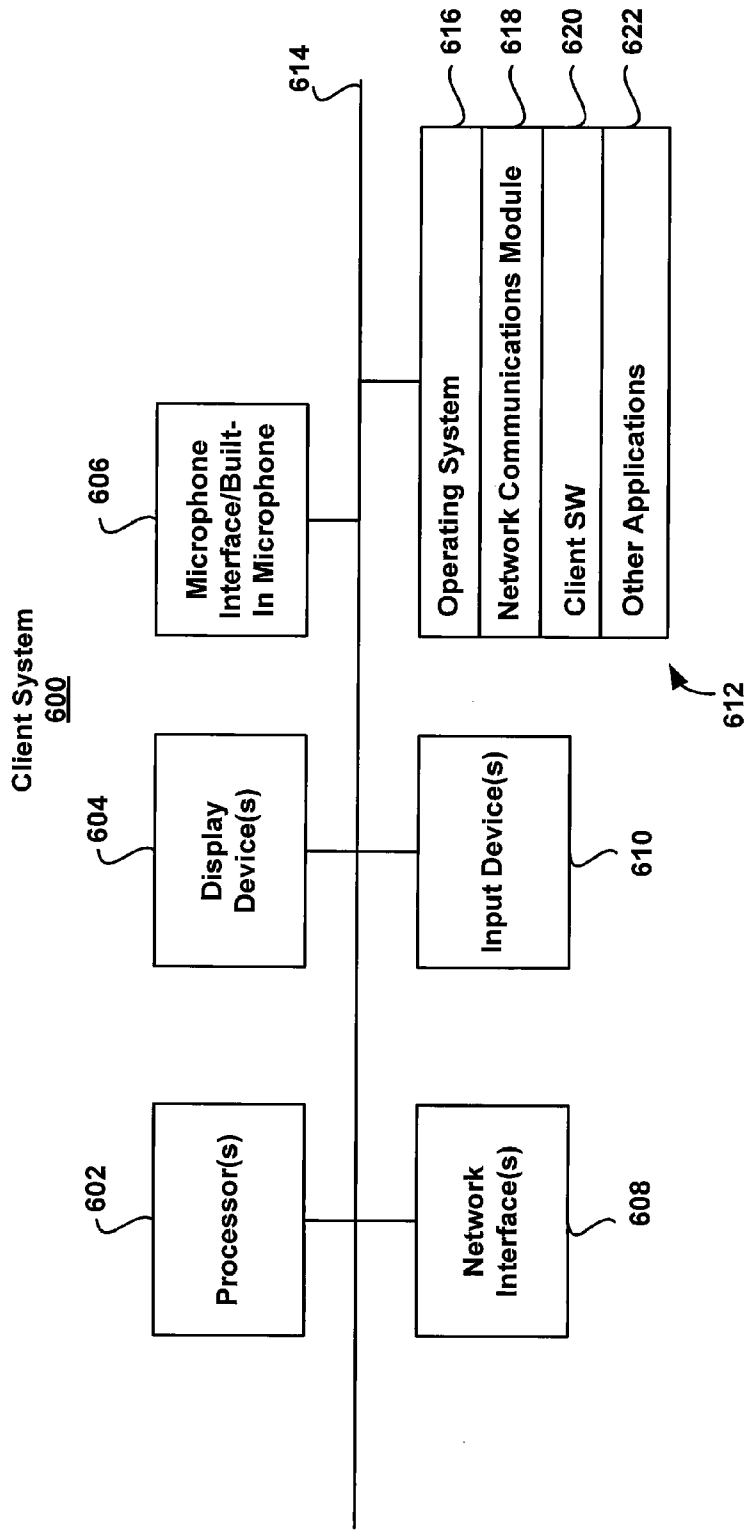 Client System
600
602
604
606
Processor(s)
Display
Device(s)
Microphone
Interface/Built-
In Microphone
614
Network
Interface(s)
Input Device(s)
Operating System
Network Communications Module
Client SW
Other Applications
616
618
620
622
608
610
612